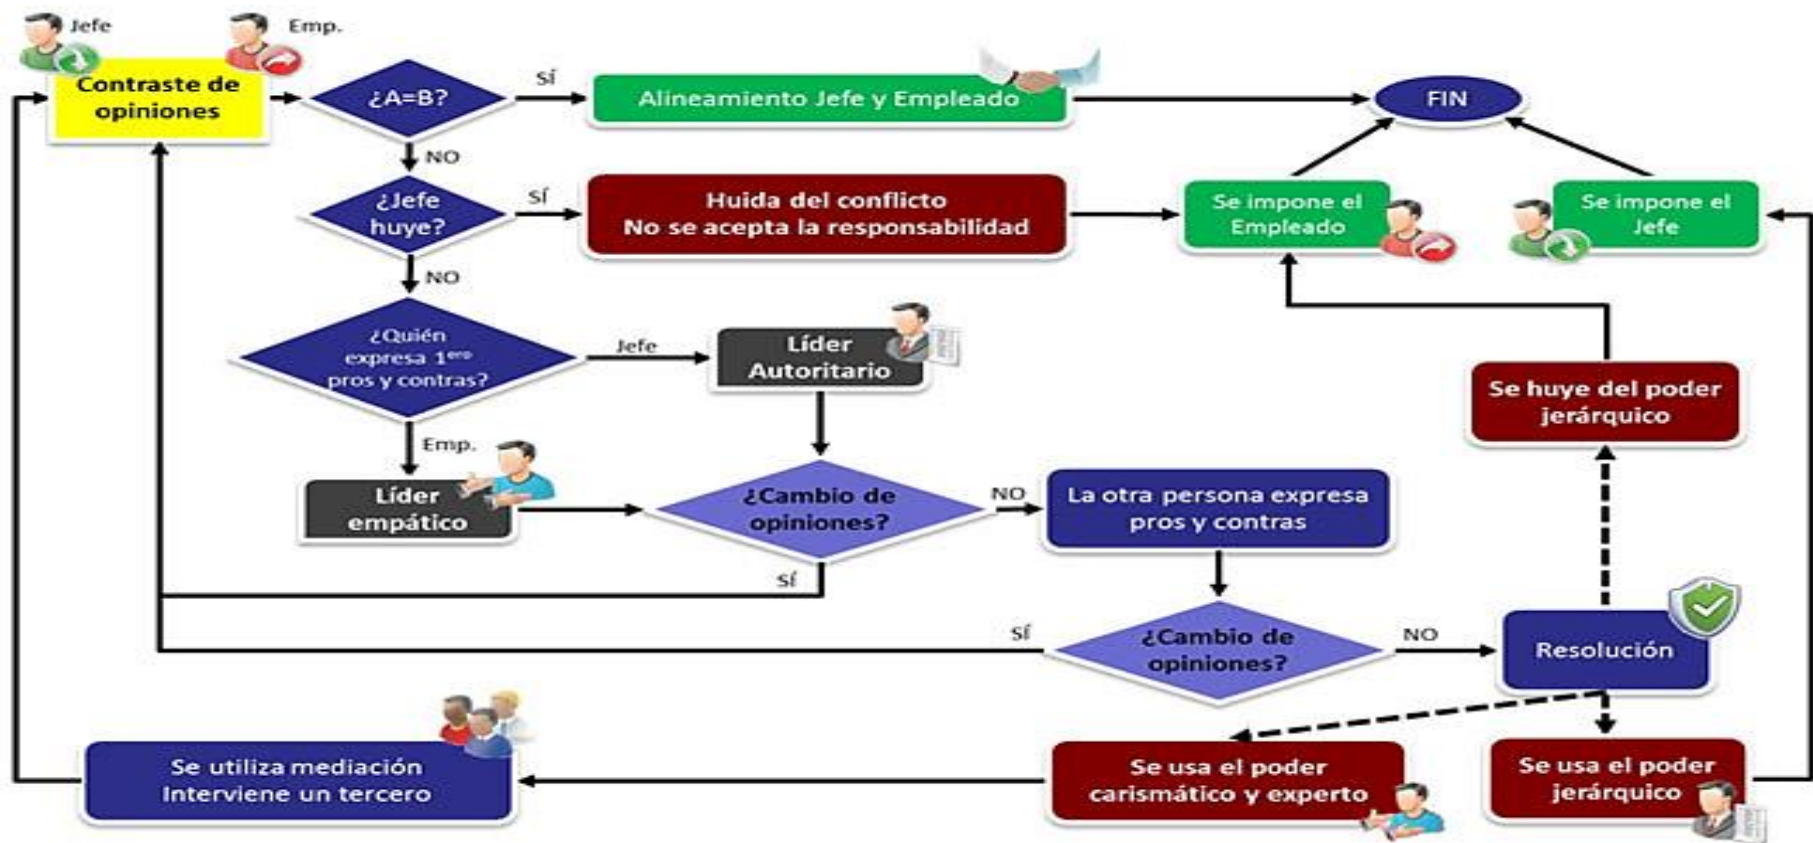 Jefe
Emp.
Contraste de
opiniones
¿A=B?
SÍ
Alineamiento Jefe y Empleado
FIN
NO
¿Jefe
huye?
SÍ
Huida del conflicto
No se acepta la responsabilidad
Se impone el
Empleado
Se impone el
Jefe
NO
¿Quién
expresa 1ero
pros y contras?
Jefe
Líder
Autoritario
Se huye del poder
jerárquico
Emp.
Líder
empático
¿Cambio de
opiniones?
NO
La otra persona expresa
pros y contras
SÍ
¿Cambio de
opiniones?
SÍ
NO
Resolución
Se utiliza mediación
Interviene un tercero
Se usa el poder
carismático y experto
Se usa el poder
jerárquico